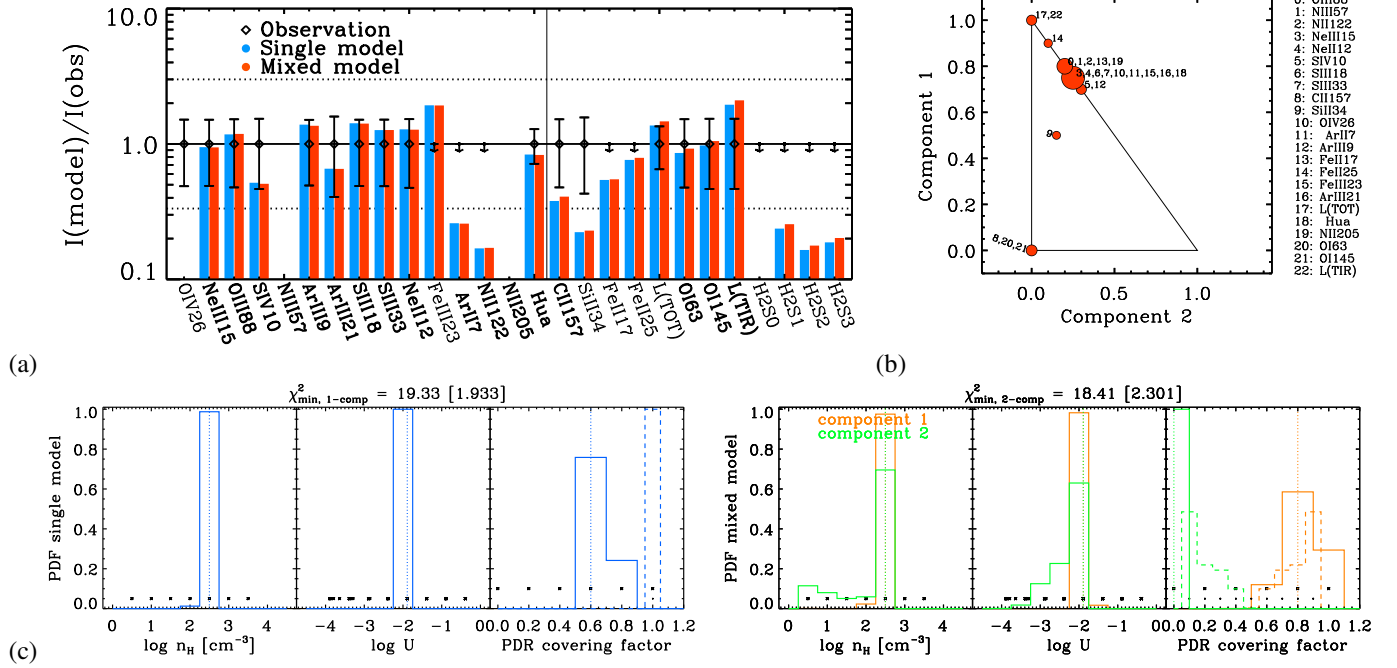 10.0
1.0
0.1
I(model)/I(obs)
Observation
Single model
Mixed model
OIV26
NeIII15
OIII88
SIV10
NIII57
ArIII9
ArIII21
SIII18
SIII33
NeII12
FeIII23
ArII7
NII122
NII205
Hua
CII157
SiII34
FeII17
FeII25
L(TOT)
OI63
OI145
L(TIR)
H2S0
H2S1
H2S2
H2S3
(a)
1.0
0.8
0.6
0.4
0.2
0.0
Component 1
17,22
14
0,1,2,13,19
3,4,6,7,10,11,15,16,18
5,12
9
8,20,21
0.0 0.5 1.0
Component 2
1: NIII57
2: NII122
3: NeIII15
4: NeII12
5: SIV10
6: SIII18
7: SIII33
8: CII157
9: SiII34
10: OIV26
11: ArII7
12: ArIII9
13: FeII17
14: FeII25
15: FeIII23
16: ArIII21
17: L(TOT)
18: Hua
19: NII205
20: OI63
21: OI145
22: L(TIR)
(b)
χ²min, 1-comp = 19.33 [1.933]
PDF single model
1.0
0.8
0.6
0.4
0.2
0.0
0 1 2 3 4
log nH [cm⁻³]
−4 −3 −2 −1 0
log U
0.0 0.2 0.4 0.6 0.8 1.0 1.2
PDR covering factor
χ²min, 2-comp = 18.41 [2.301]
PDF mixed model
1.0
0.8
0.6
0.4
0.2
0.0
component 1
component 2
0 1 2 3 4
log nH [cm⁻³]
−4 −3 −2 −1 0
log U
0.0 0.2 0.4 0.6 0.8 1.0 1.2
PDR covering factor
(c)